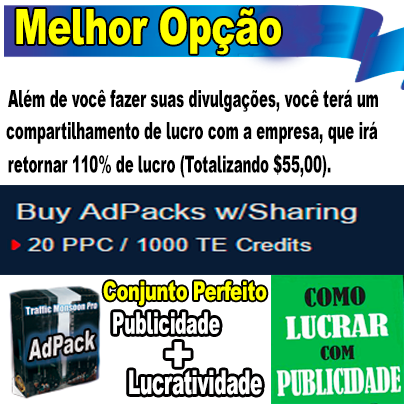 Melhor Opção
Além de você fazer suas divulgações, você terá um
compartilhamento de lucro com a empresa, que irá
retornar 110% de lucro (Totalizando $55,00).
Buy AdPacks w/Sharing
20 PPC / 1000 TE Credits
Traffic Monsoon Pro
AdPack
Conjunto Perfeito
Publicidade
+
Lucratividade
COMO
LUCRAR
COM
PUBLICIDADE